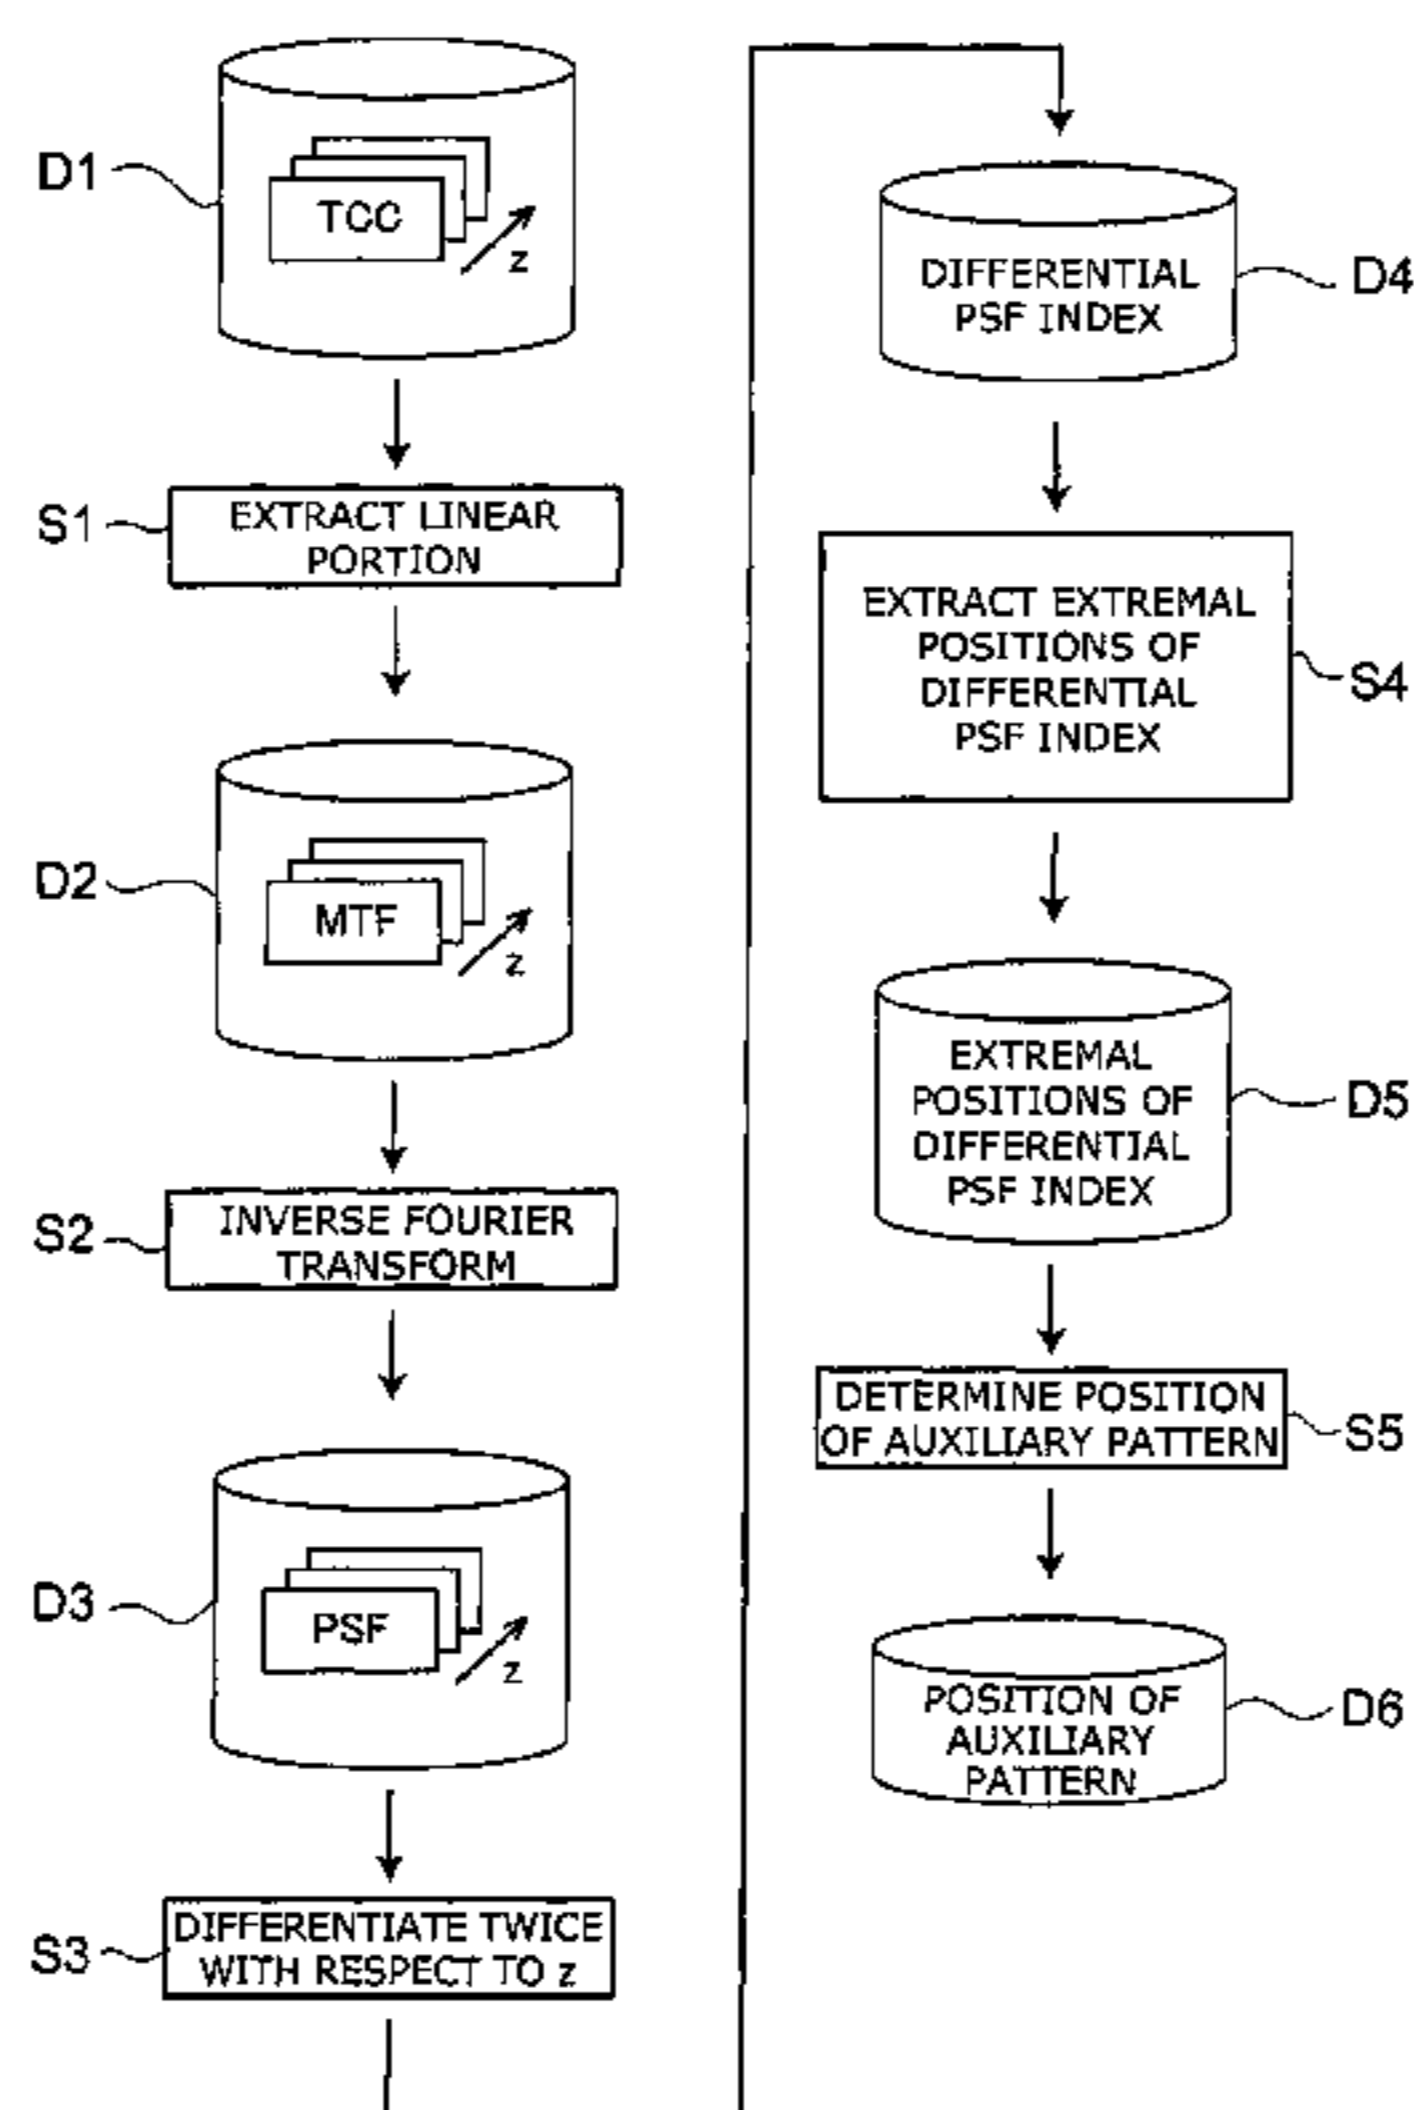 D1
TCC
z
S1
EXTRACT LINEAR
PORTION
D2
MTF
z
S2
INVERSE FOURIER
TRANSFORM
D3
PSF
z
S3
DIFFERENTIATE TWICE
WITH RESPECT TO z
DIFFERENTIAL
PSF INDEX
D4
EXTRACT EXTREMAL
POSITIONS OF
DIFFERENTIAL
PSF INDEX
S4
EXTREMAL
POSITIONS OF
DIFFERENTIAL
PSF INDEX
D5
DETERMINE POSITION
OF AUXILIARY PATTERN
S5
POSITION OF
AUXILIARY
PATTERN
D6